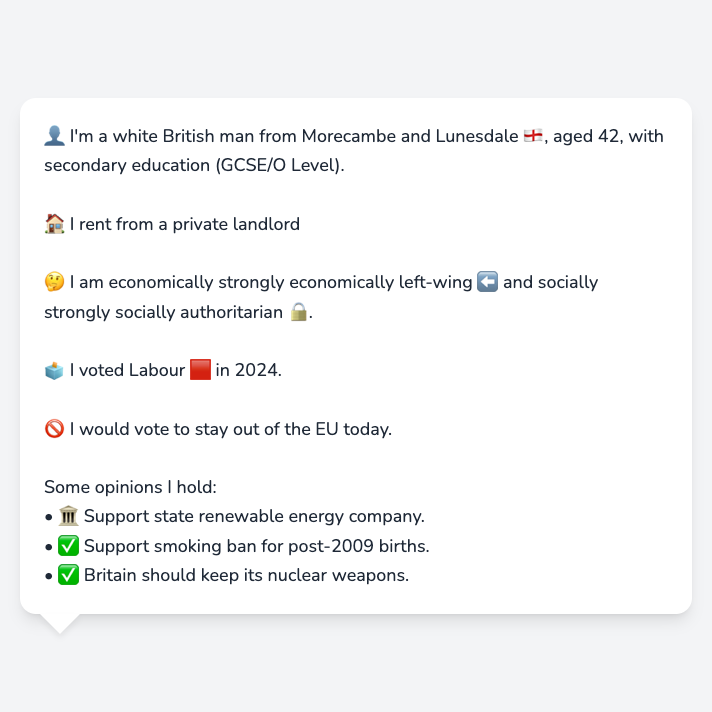 👤 I'm a white British man from Morecambe and Lunesdale 🏴󠁧󠁢󠁥󠁮󠁧󠁿, aged 42, with
secondary education (GCSE/O Level).
🏠 I rent from a private landlord
🤔 I am economically strongly economically left-wing ⬅️ and socially
strongly socially authoritarian 🔒.
🗳️ I voted Labour 🟥 in 2024.
🚫 I would vote to stay out of the EU today.
Some opinions I hold:
• 🏛️ Support state renewable energy company.
• ✅ Support smoking ban for post-2009 births.
• ✅ Britain should keep its nuclear weapons.